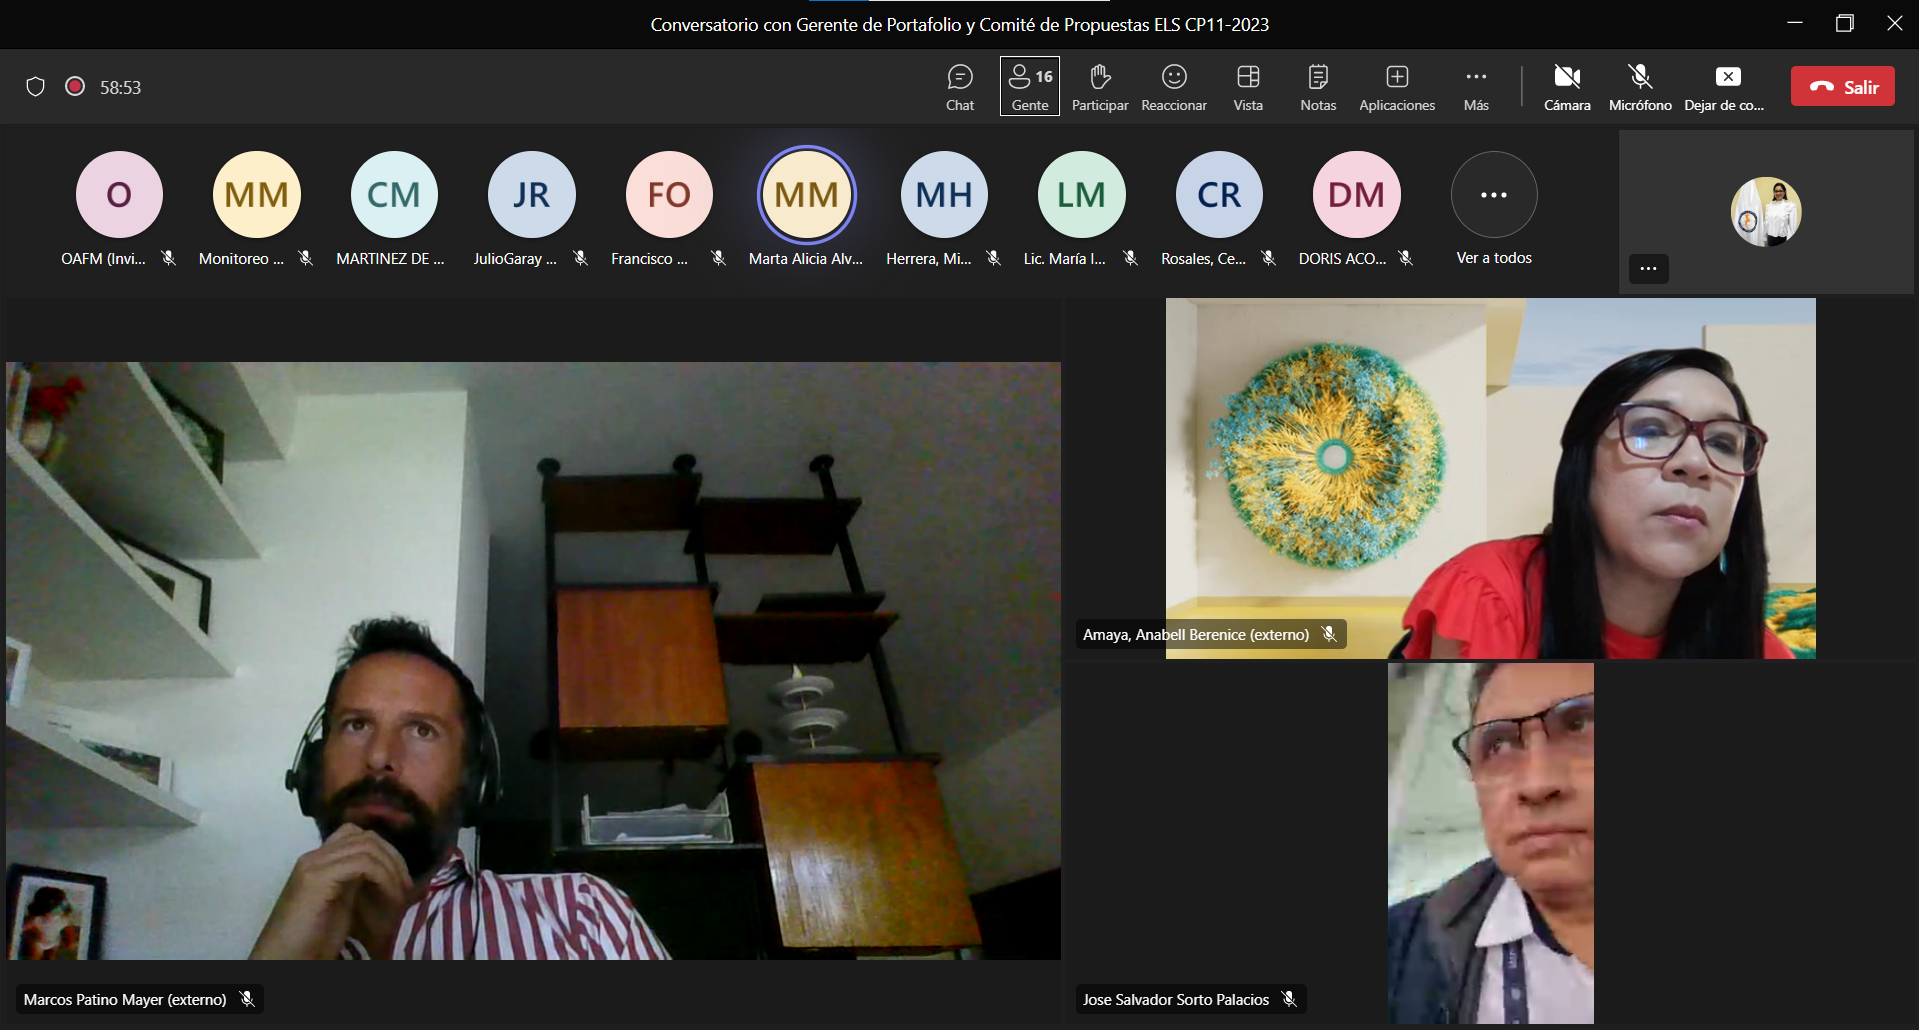 Conversatorio con Gerente de Portafolio y Comité de Propuestas ELS CP11-2023
58:53
Chat
16
Gente
Participar
Reaccionar
Vista
Notas
Aplicaciones
Más
Cámara
Micrófono
Dejar de co...
Salir
O
MM
CM
JR
FO
MM
MH
LM
CR
DM
OAFM (Invi...
Monitoreo ...
MARTINEZ DE ...
JulioGaray ...
Francisco ...
Marta Alicia Alv...
Herrera, Mi...
Lic. María I...
Rosales, Ce...
DORIS ACO...
Ver a todos
Amaya, Anabell Berenice (externo)
Marcos Patino Mayer (externo)
Jose Salvador Sorto Palacios